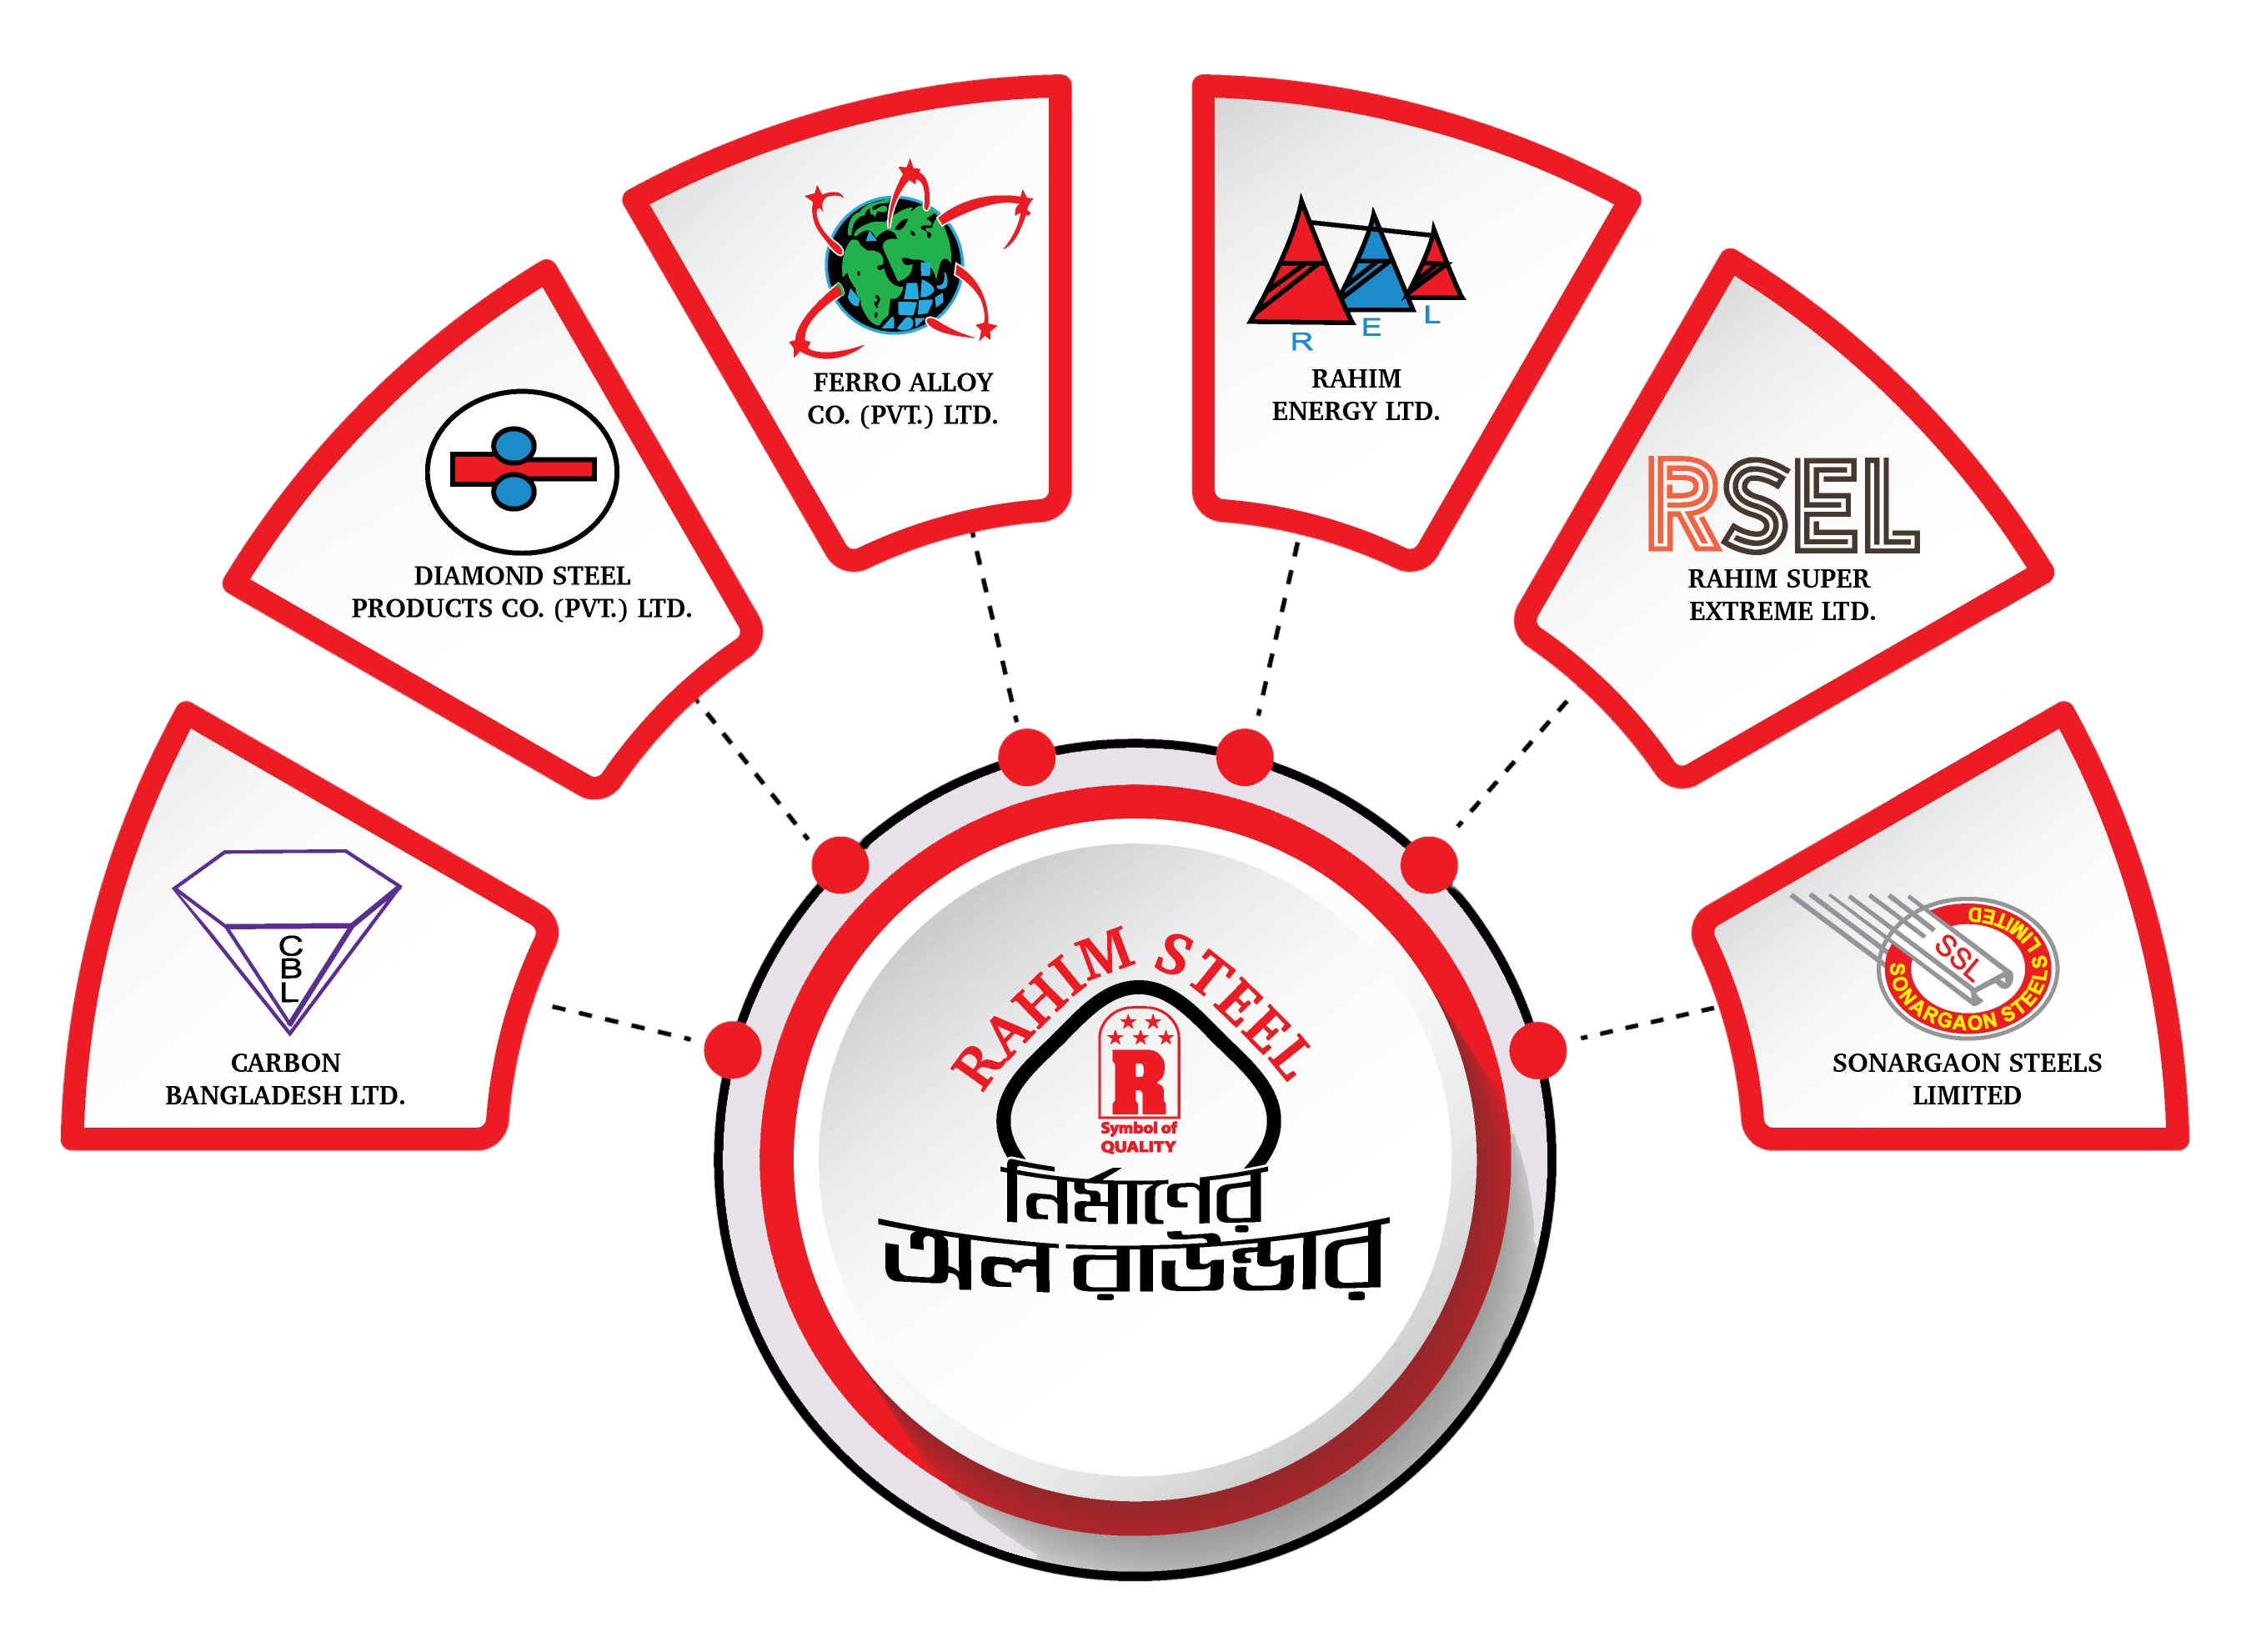 FERRO ALLOY
CO. (PVT.) LTD.
R E L
RAHIM
ENERGY LTD.
DIAMOND STEEL
PRODUCTS CO. (PVT.) LTD.
RSEL
RAHIM SUPER
EXTREME LTD.
C
B
L
CARBON
BANGLADESH LTD.
SSL
SONARGAON STEELS LIMITED
SONARGAON STEELS
LIMITED
RAHIM STEEL
R
Symbol of
QUALITY
নির্মাণের
অল রাউন্ডার